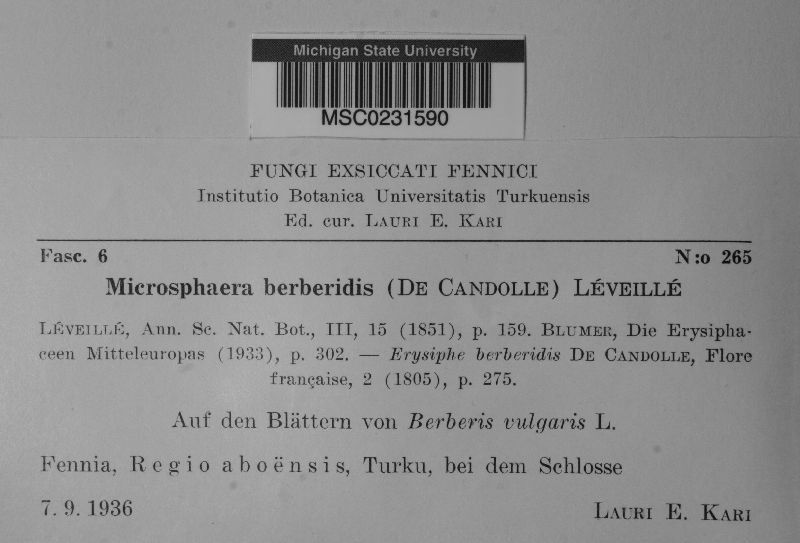 Michigan State University
MSC0231590
FUNGI EXSICCATI FENNICI
Institutio Botanica Universitatis Turkuensis
Ed. cur. LAURI E. KARI
Fasc. 6 N:o 265
Microsphaera berberidis (DE CANDOLLE) LÉVEILLÉ
LÉVEILLÉ, Ann. Sc. Nat. Bot., III, 15 (1851), p. 159. BLUMER, Die Erysipha-
ceen Mitteleuropas (1933), p. 302. — Erysiphe berberidis DE CANDOLLE, Flore
française, 2 (1805), p. 275.
Auf den Blättern von Berberis vulgaris L.
Fennia, Regio aboënsis, Turku, bei dem Schlosse
7. 9. 1936 LAURI E. KARI